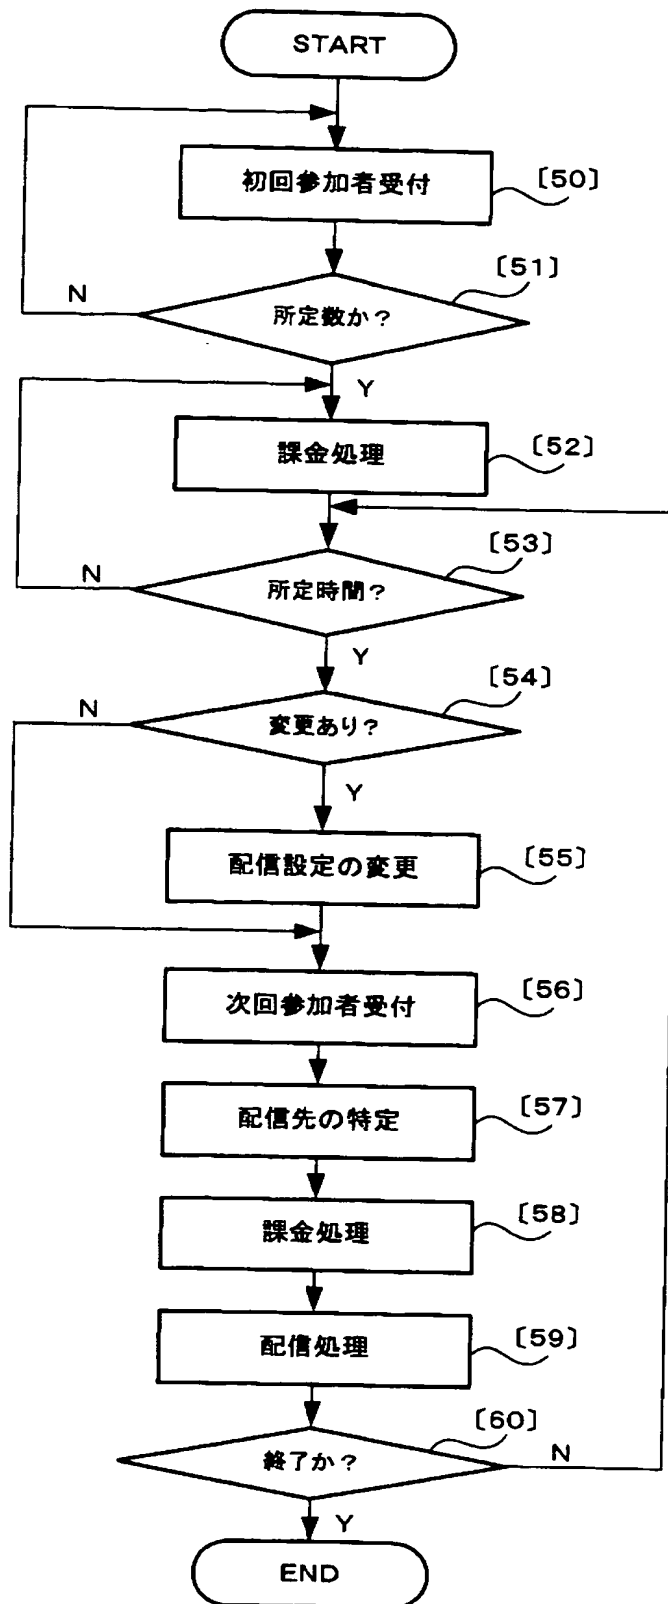 START
初回参加者受付
〔50〕
〔51〕
所定数か?
N
Y
課金処理
〔52〕
〔53〕
所定時間?
N
Y
〔54〕
変更あり?
N
Y
配信設定の変更
〔55〕
次回参加者受付
〔56〕
配信先の特定
〔57〕
課金処理
〔58〕
配信処理
〔59〕
〔60〕
終了か?
N
Y
END